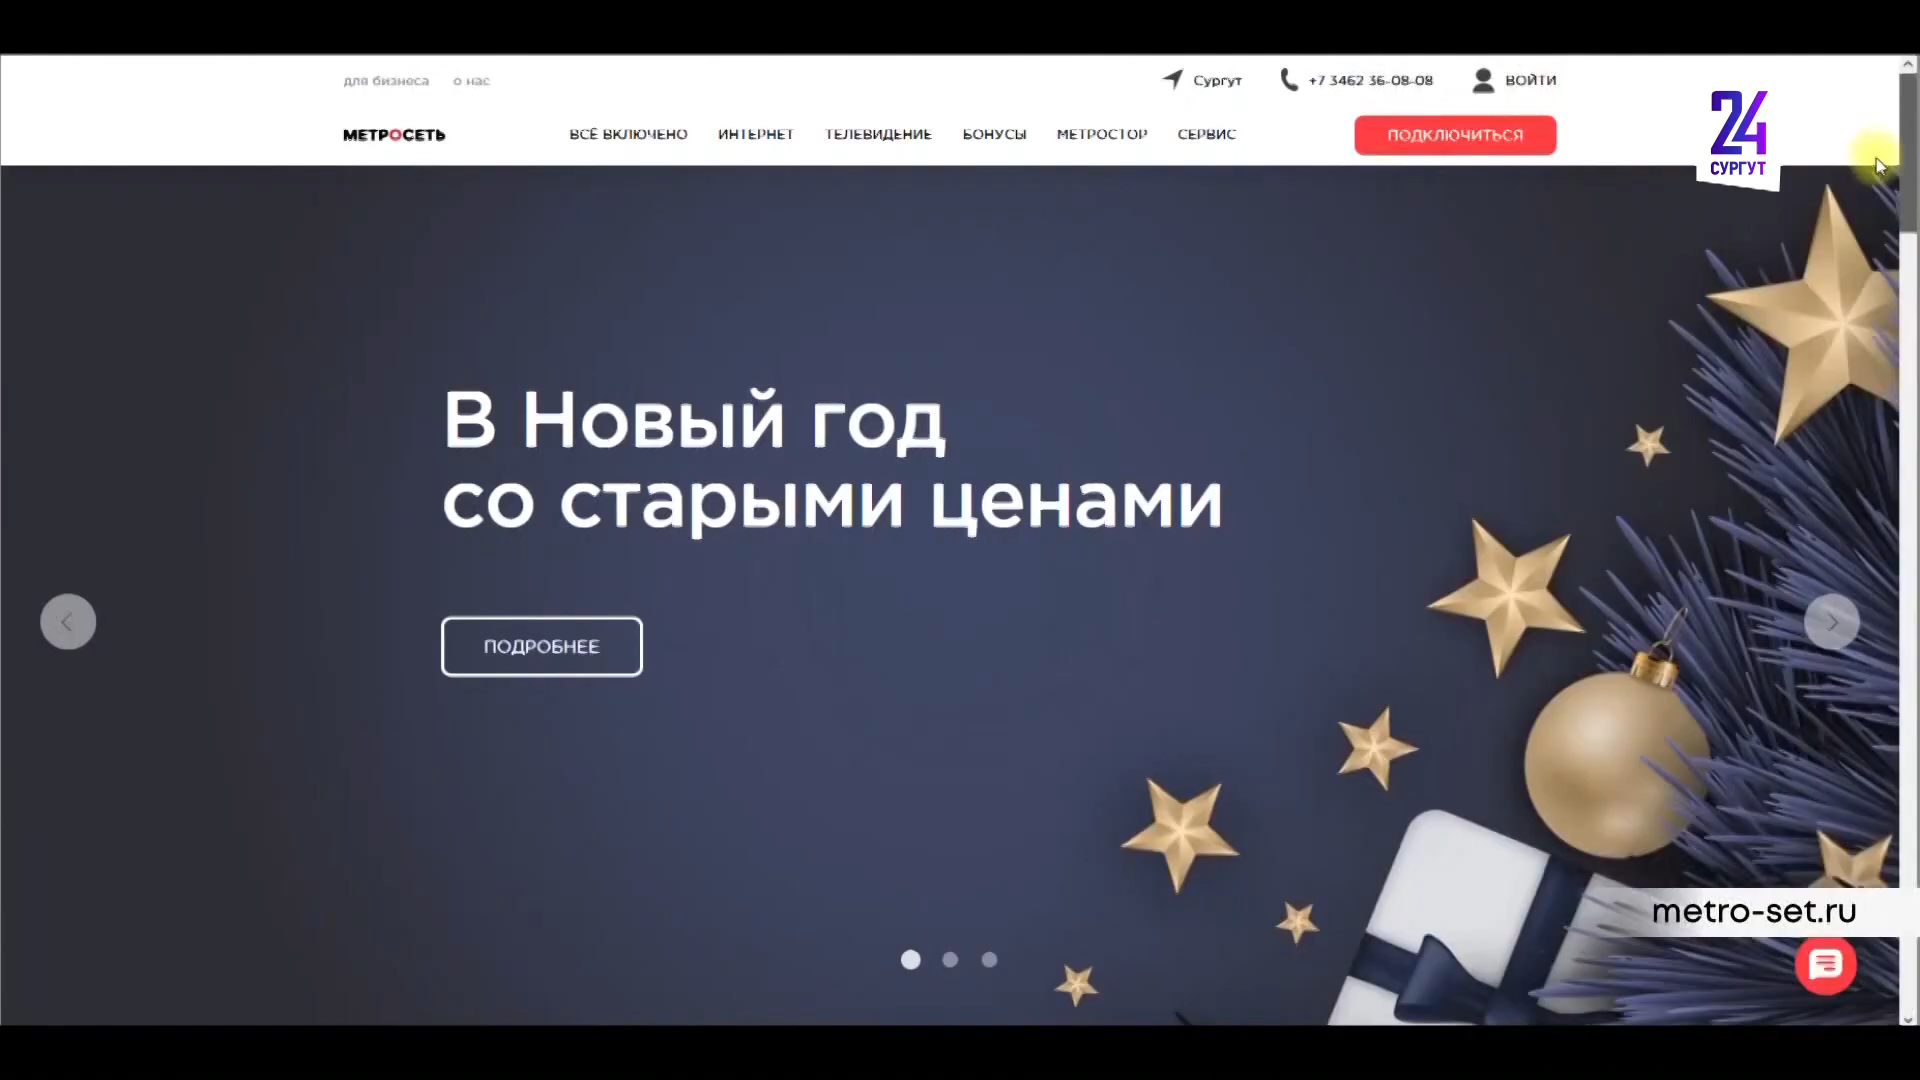 для бизнеса о нас
Сургут +7 3462 36-08-08 ВОЙТИ
МЕТРОСЕТЬ ВСЁ ВКЛЮЧЕНО ИНТЕРНЕТ ТЕЛЕВИДЕНИЕ БОНУСЫ МЕТРОСТОР СЕРВИС ПОДКЛЮЧИТЬСЯ
24
СУРГУТ
В Новый год
со старыми ценами
ПОДРОБНЕЕ
metro-set.ru